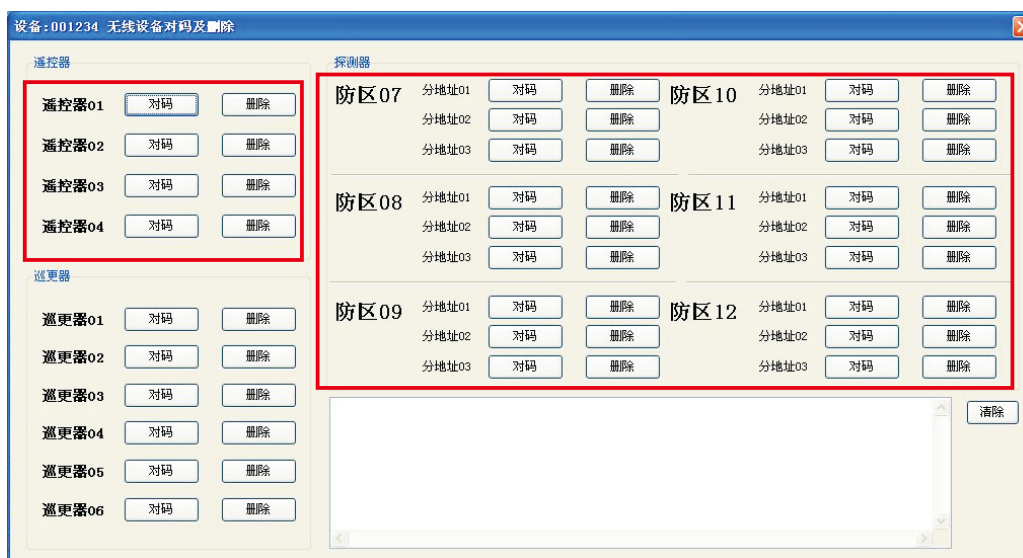 设备:001234 无线设备对码及删除
遥控器
遥控器01 对码 删除
遥控器02 对码 删除
遥控器03 对码 删除
遥控器04 对码 删除
巡更器
巡更器01 对码 删除
巡更器02 对码 删除
巡更器03 对码 删除
巡更器04 对码 删除
巡更器05 对码 删除
巡更器06 对码 删除
探测器
防区07 分地址01 对码 删除 防区10 分地址01 对码 删除
分地址02 对码 删除 分地址02 对码 删除
分地址03 对码 删除 分地址03 对码 删除
防区08 分地址01 对码 删除 防区11 分地址01 对码 删除
分地址02 对码 删除 分地址02 对码 删除
分地址03 对码 删除 分地址03 对码 删除
防区09 分地址01 对码 删除 防区12 分地址01 对码 删除
分地址02 对码 删除 分地址02 对码 删除
分地址03 对码 删除 分地址03 对码 删除
清除